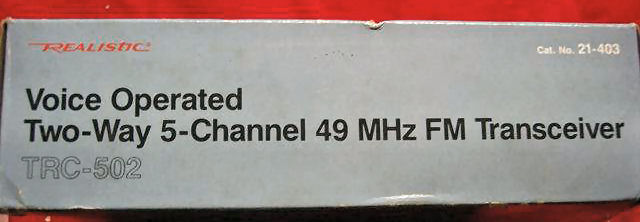 REALISTIC
Cat. No. 21-403
Voice Operated
Two-Way 5-Channel 49 MHz FM Transceiver
TRC-502